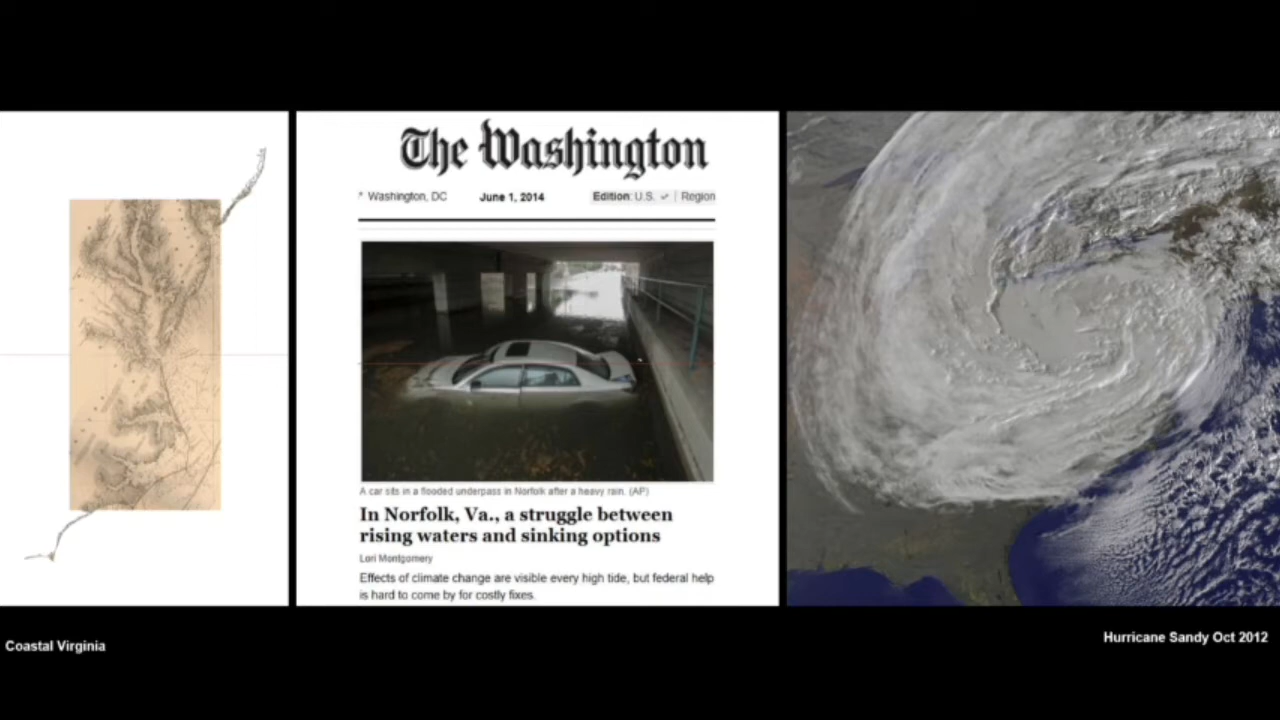 The Washington
* Washington, DC June 1, 2014 Edition: U.S. Region
A car sits in a flooded underpass in Norfolk after a heavy rain. (AP)
In Norfolk, Va., a struggle between
rising waters and sinking options
Lori Montgomery
Effects of climate change are visible every high tide, but federal help
is hard to come by for costly fixes.
Coastal Virginia
Hurricane Sandy Oct 2012